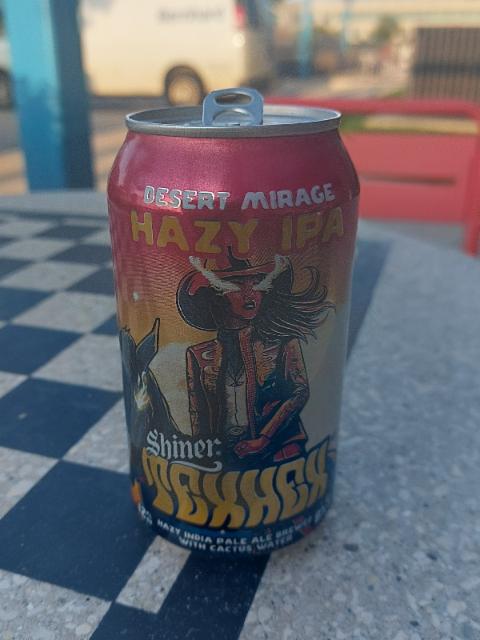 DESERT MIRAGE
HAZY IPA
Shiner
TEXHEX
HAZY INDIA PALE ALE BREWED
WITH CACTUS WATER